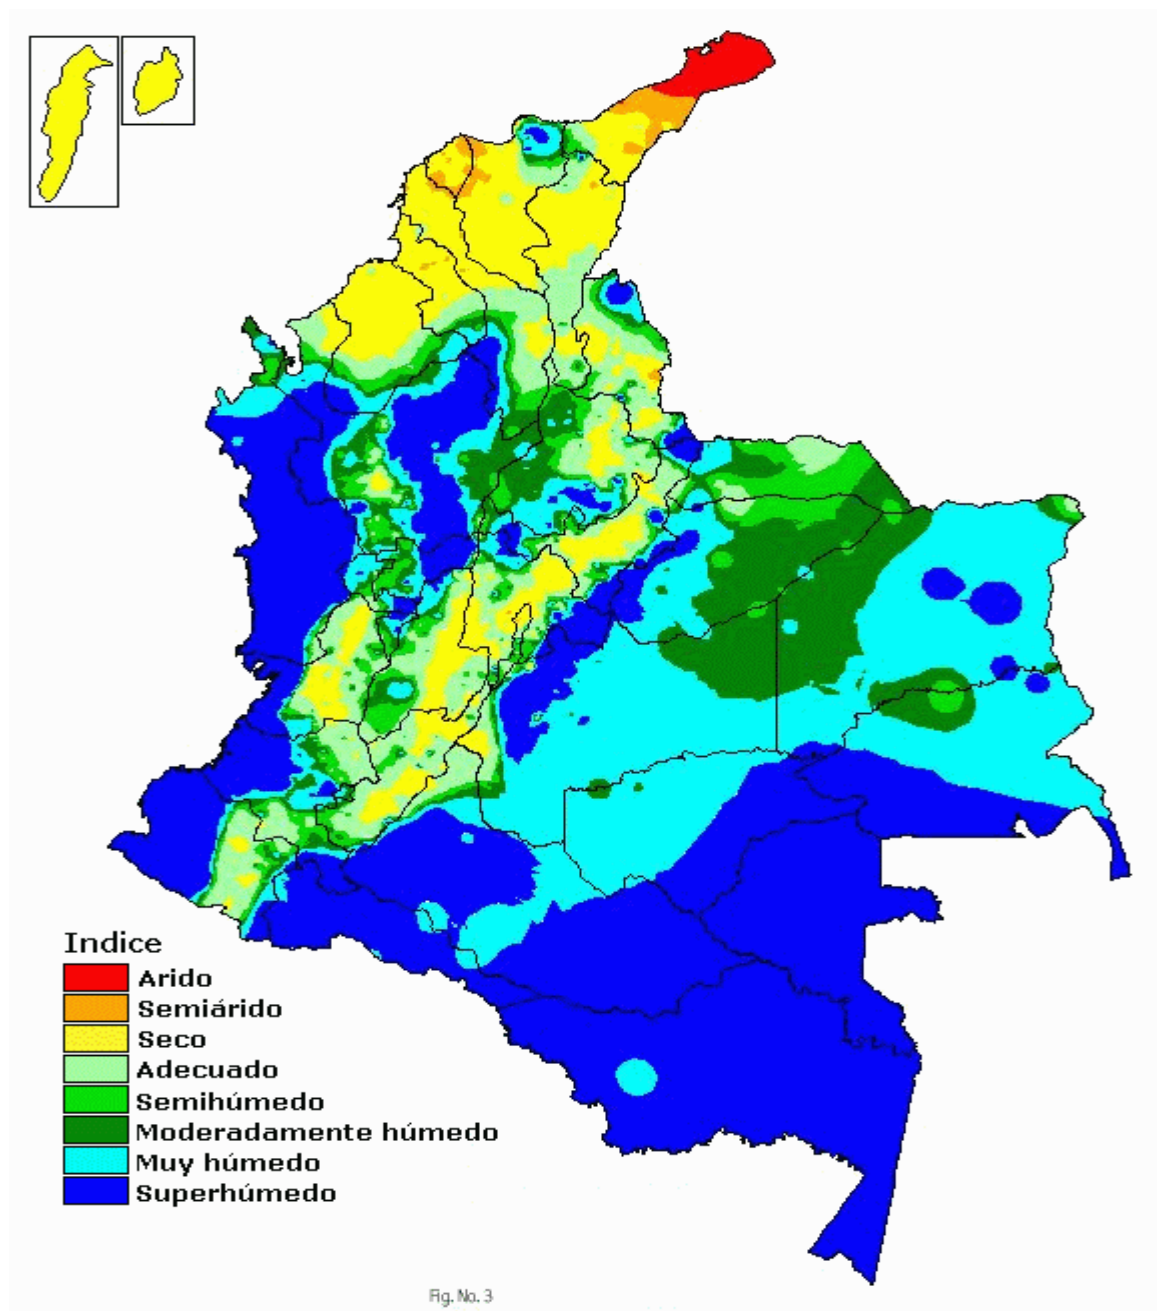 Indice
Arido
Semiárido
Seco
Adecuado
Semihúmedo
Moderadamente húmedo
Muy húmedo
Superhúmedo
Fig. No. 3